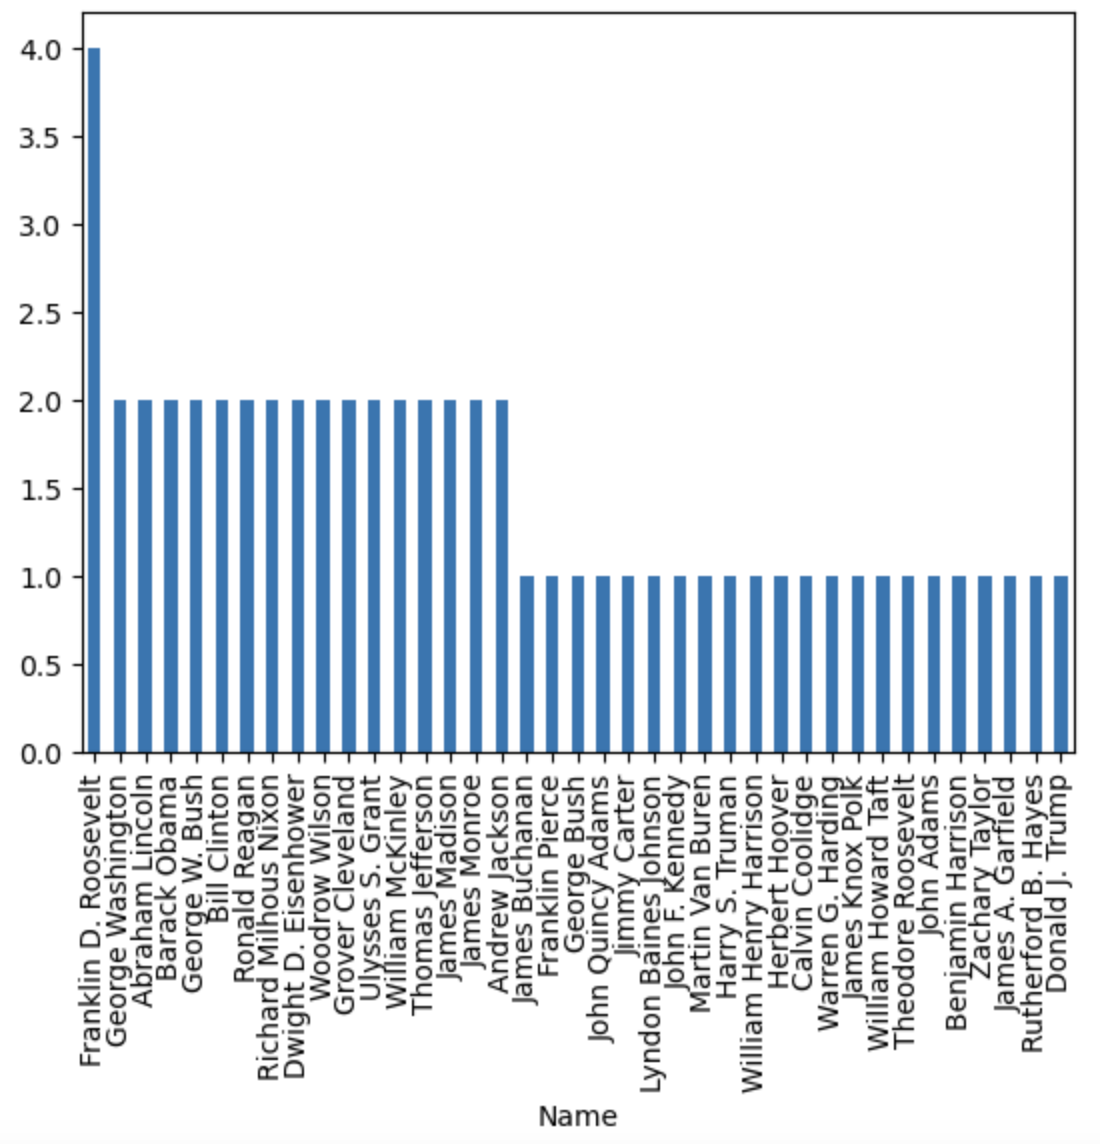 4.0
3.5
3.0
2.5
2.0
1.5
1.0
0.5
0.0
Franklin D. Roosevelt
George Washington
Abraham Lincoln
Barack Obama
George W. Bush
Bill Clinton
Ronald Reagan
Richard Milhous Nixon
Dwight D. Eisenhower
Woodrow Wilson
Grover Cleveland
Ulysses S. Grant
William McKinley
Thomas Jefferson
James Madison
James Monroe
Andrew Jackson
James Buchanan
Franklin Pierce
George Bush
John Quincy Adams
Jimmy Carter
Lyndon Baines Johnson
John F. Kennedy
Martin Van Buren
Harry S. Truman
William Henry Harrison
Herbert Hoover
Calvin Coolidge
Warren G. Harding
James Knox Polk
William Howard Taft
Theodore Roosevelt
John Adams
Benjamin Harrison
Zachary Taylor
James A. Garfield
Rutherford B. Hayes
Donald J. Trump
Name